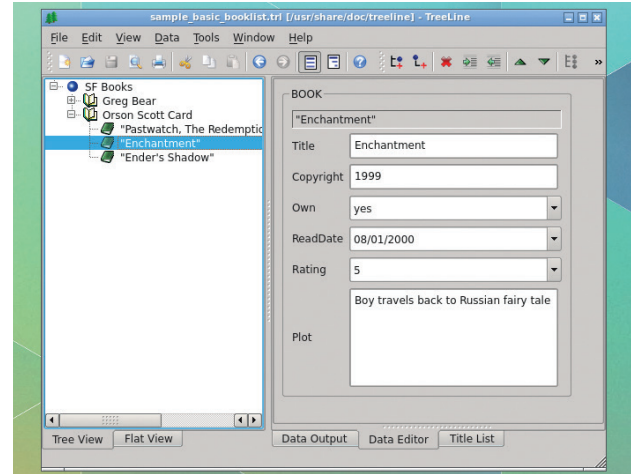 sample_basic_booklist.trl [/usr/share/doc/treeline] - TreeLine
File Edit View Data Tools Window Help
SF Books
Greg Bear
Orson Scott Card
"Pastwatch, The Redemptic
"Enchantment"
"Ender's Shadow"
Tree View Flat View
BOOK
"Enchantment"
Title Enchantment
Copyright 1999
Own yes
ReadDate 08/01/2000
Rating 5
Plot Boy travels back to Russian fairy tale
Data Output Data Editor Title List